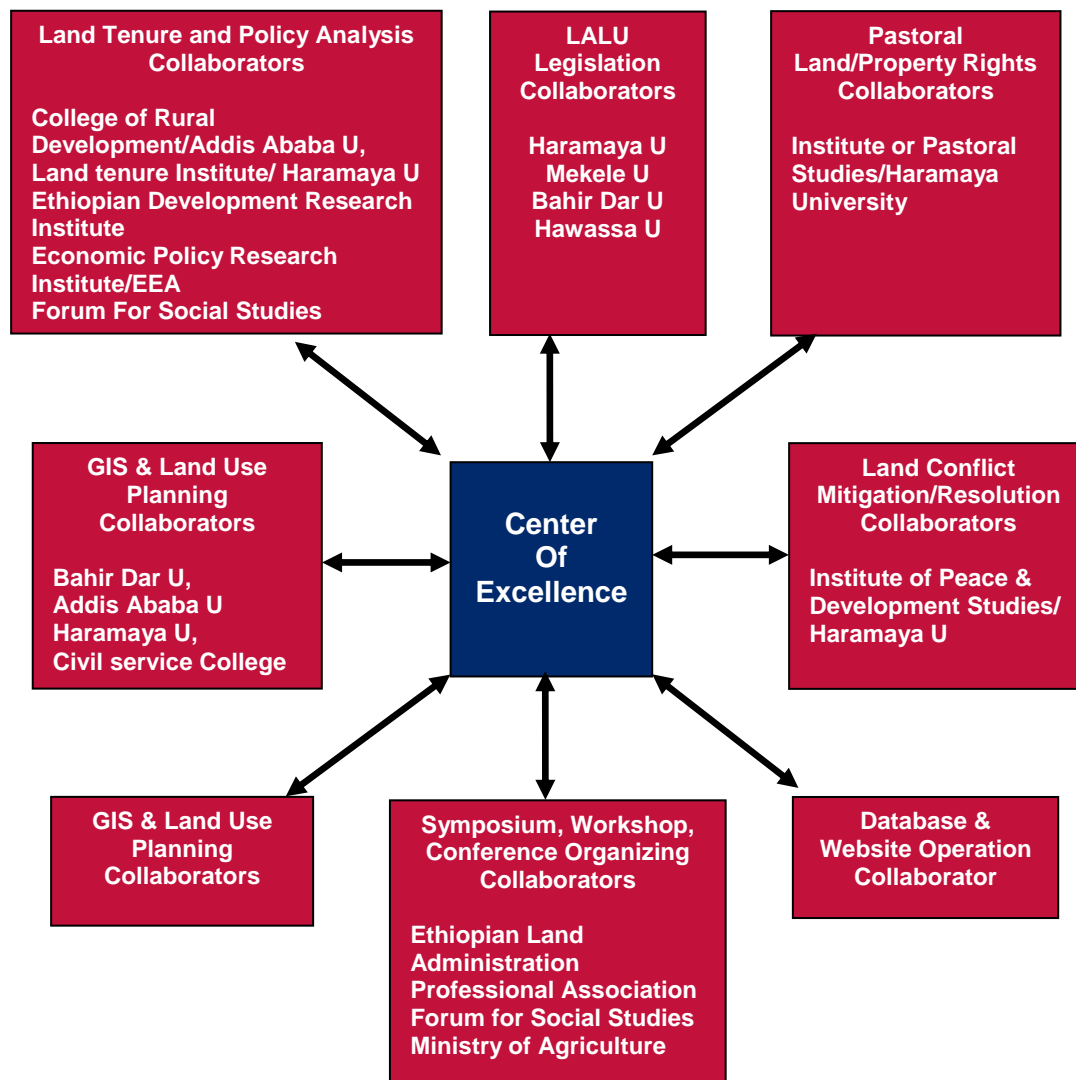 Land Tenure and Policy Analysis
Collaborators
College of Rural
Development/Addis Ababa U,
Land tenure Institute/ Haramaya U
Ethiopian Development Research
Institute
Economic Policy Research
Institute/EEA
Forum For Social Studies
LALU
Legislation
Collaborators
Haramaya U
Mekele U
Bahir Dar U
Hawassa U
Pastoral
Land/Property Rights
Collaborators
Institute or Pastoral
Studies/Haramaya
University
GIS & Land Use
Planning
Collaborators
Bahir Dar U,
Addis Ababa U
Haramaya U,
Civil service College
Center
Of
Excellence
Land Conflict
Mitigation/Resolution
Collaborators
Institute of Peace &
Development Studies/
Haramaya U
GIS & Land Use
Planning
Collaborators
Symposium, Workshop,
Conference Organizing
Collaborators
Ethiopian Land
Administration
Professional Association
Forum for Social Studies
Ministry of Agriculture
Database &
Website Operation
Collaborator